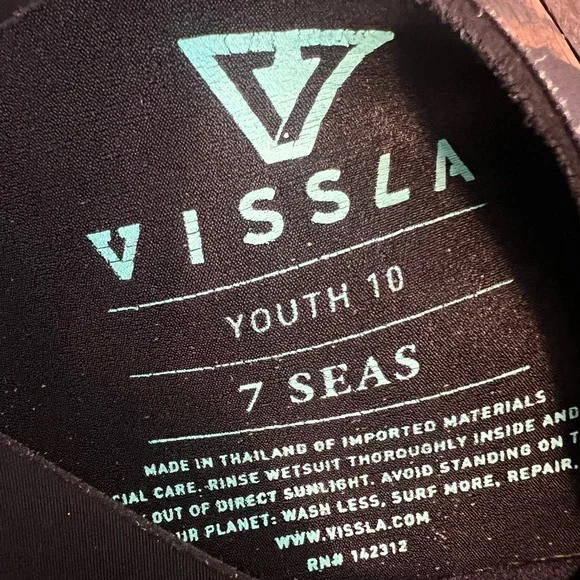 VISSLA
YOUTH 10
7 SEAS
MADE IN THAILAND OF IMPORTED MATERIALS
CARE. RINSE WETSUIT THOROUGHLY INSIDE AND
OUT OF DIRECT SUNLIGHT. AVOID STANDING ON
PLANET: WASH LESS, SURF MORE, REPAIR.
WWW.VISSLA.COM
RN# 142312